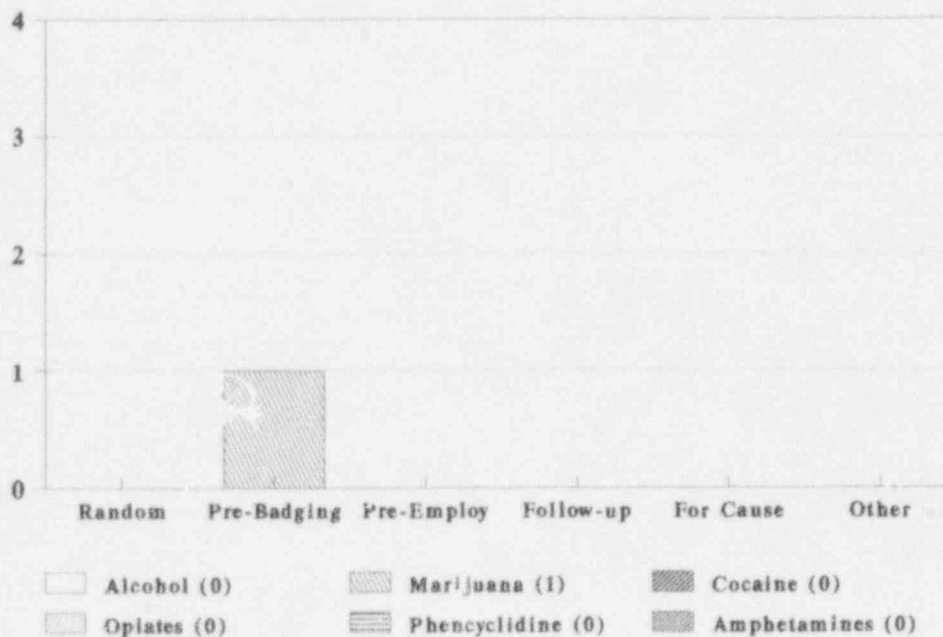 4
3
2
1
0
Random Pre-Badging Pre-Employ Follow-up For Cause Other
Alcohol (0) Marijuana (1) Cocaine (0)
Opiates (0) Phencyclidine (0) Amphetamines (0)